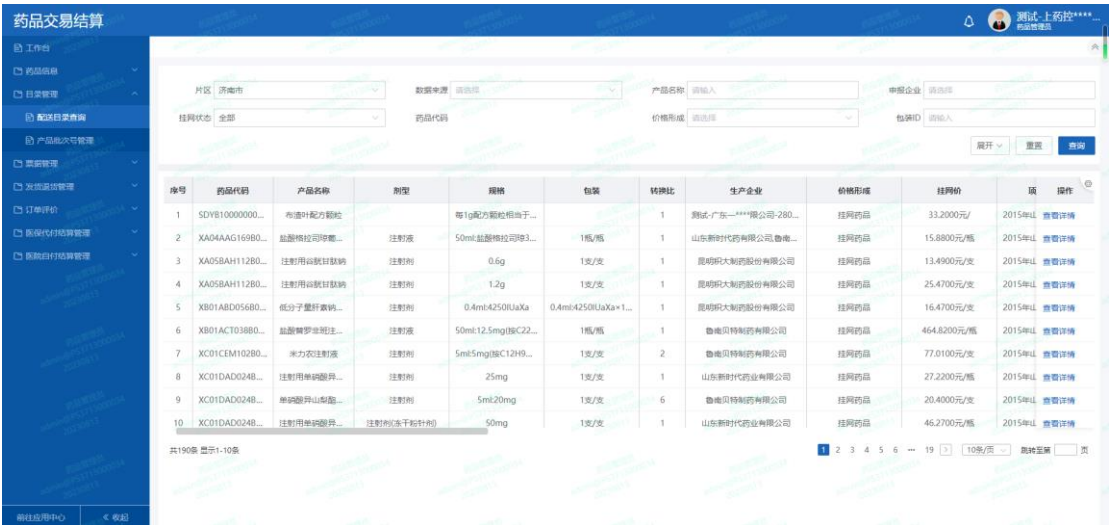 药品交易结算
测试-上药控****...
药品管理员
工作台
药品信息
目录管理
配送目录查询
产品批次号管理
票据管理
发货退货管理
订单评价
医保代付结算管理
医院自付结算管理
前往应用中心 《 收起
片区 济南市 数据来源 请选择 产品名称 请输入 申报企业 请选择
挂网状态 全部 药品代码 价格形成 请选择 包装ID 请输入
展开 重置 查询
序号 药品代码 产品名称 剂型 规格 包装 转换比 生产企业 价格形成 挂网价 项 操作
1 SDYB10000000... 布渣叶配方颗粒 每1g配方颗粒相当于... 1 测试-广东一****限公司-280... 挂网药品 33.2000元/ 2015年山 查看详情
2 XA04AAG169B0... 盐酸格拉司琼葡... 注射液 50ml:盐酸格拉司琼3... 1瓶/瓶 1 山东新时代药有限公司,鲁南... 挂网药品 15.8800元/瓶 2015年山 查看详情
3 XA05BAH112B0... 注射用谷胱甘肽钠 注射剂 0.6g 1支/支 1 昆明积大制药股份有限公司 挂网药品 13.4900元/支 2015年山 查看详情
4 XA05BAH112B0... 注射用谷胱甘肽钠 注射剂 1.2g 1支/支 1 昆明积大制药股份有限公司 挂网药品 25.4700元/支 2015年山 查看详情
5 XB01ABD056B0... 低分子量肝素钠... 注射剂 0.4ml:4250IUaXa 0.4ml:4250IUaXa×1... 1 昆明积大制药股份有限公司 挂网药品 16.4700元/支 2015年山 查看详情
6 XB01ACT038B0... 盐酸替罗非班注... 注射液 50ml:12.5mg(按C22... 1瓶/瓶 1 鲁南贝特制药有限公司 挂网药品 464.8200元/瓶 2015年山 查看详情
7 XC01CEM102B0... 米力农注射液 注射剂 5ml:5mg(按C12H9... 1支/支 2 鲁南贝特制药有限公司 挂网药品 77.0100元/支 2015年山 查看详情
8 XC01DAD024B... 注射用单硝酸异... 注射剂 25mg 1支/支 1 山东新时代药业有限公司 挂网药品 27.2200元/瓶 2015年山 查看详情
9 XC01DAD024B... 单硝酸异山梨酯... 注射剂 5ml:20mg 1支/支 6 鲁南贝特制药有限公司 挂网药品 20.4000元/支 2015年山 查看详情
10 XC01DAD024B... 注射用单硝酸异... 注射剂(冻干粉针剂) 50mg 1支/支 1 山东新时代药业有限公司 挂网药品 46.2700元/瓶 2015年山 查看详情
共190条 显示1-10条 1 2 3 4 5 6 ··· 19 10条/页 跳转至第 页